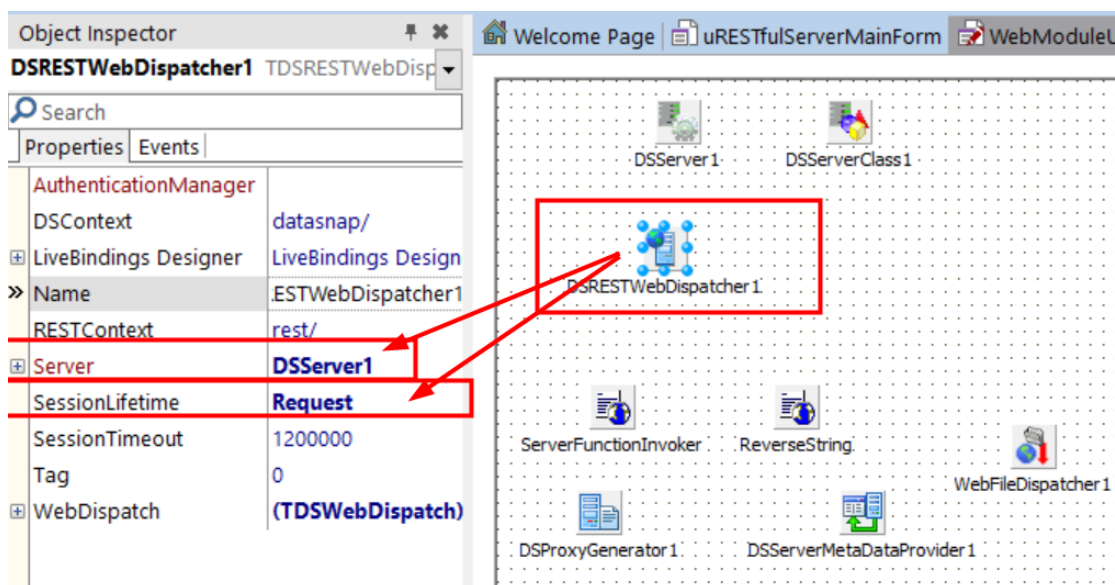 Object Inspector
DSRESTWebDispatcher1 TDSRESTWebDisp
Search
Properties Events
AuthenticationManager
DSContext datasnap/
LiveBindings Designer LiveBindings Design
Name .ESTWebDispatcher1
RESTContext rest/
Server DSServer1
SessionLifetime Request
SessionTimeout 1200000
Tag 0
WebDispatch (TDSWebDispatch)
Welcome Page uRESTfulServerMainForm WebModuleU
DSServer1 DSServerClass1
DSRESTWebDispatcher1
ServerFunctionInvoker ReverseString
WebFileDispatcher1
DSProxyGenerator1 DSServerMetaDataProvider1